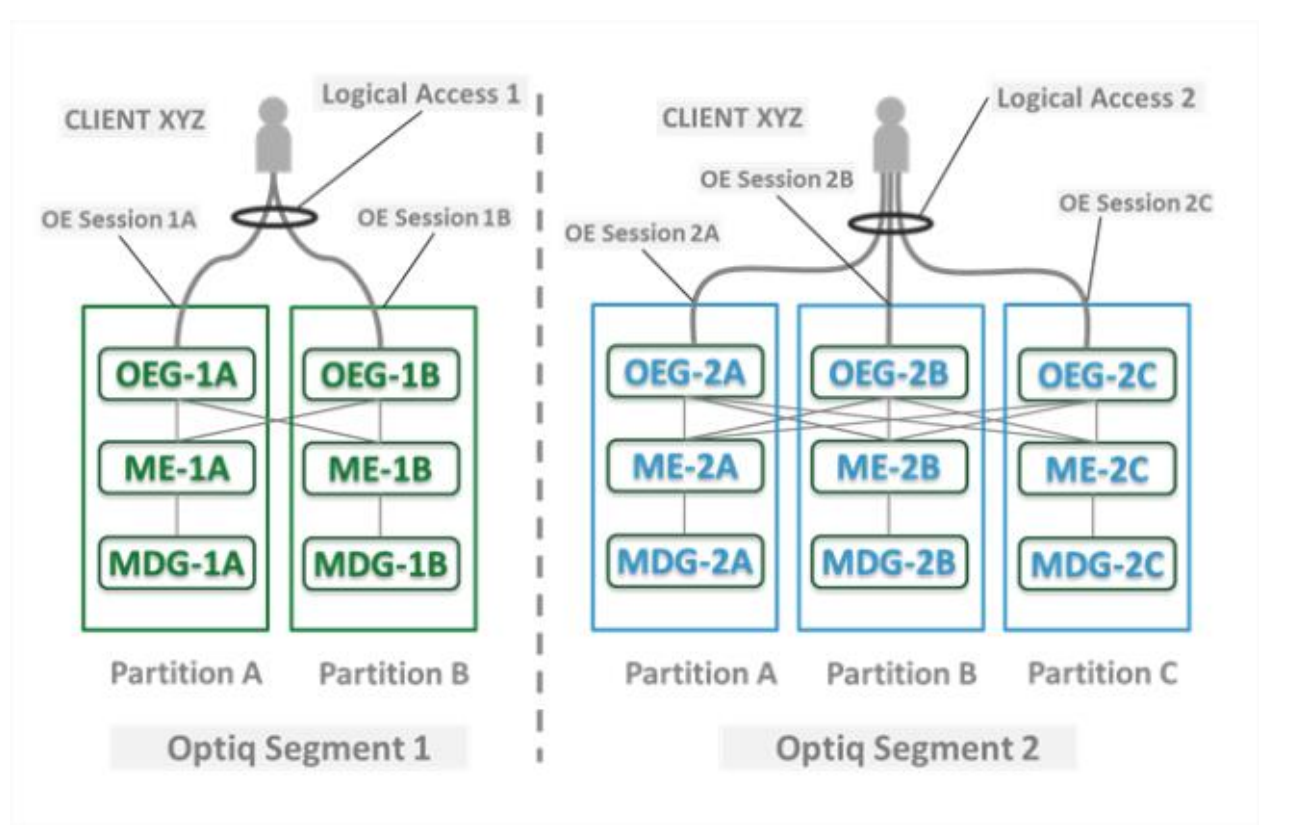 CLIENT XYZ
Logical Access 1
OE Session 1A
OE Session 1B
OEG-1A
OEG-1B
ME-1A
ME-1B
MDG-1A
MDG-1B
Partition A
Partition B
Optiq Segment 1
CLIENT XYZ
Logical Access 2
OE Session 2B
OE Session 2A
OE Session 2C
OEG-2A
OEG-2B
OEG-2C
ME-2A
ME-2B
ME-2C
MDG-2A
MDG-2B
MDG-2C
Partition A
Partition B
Partition C
Optiq Segment 2